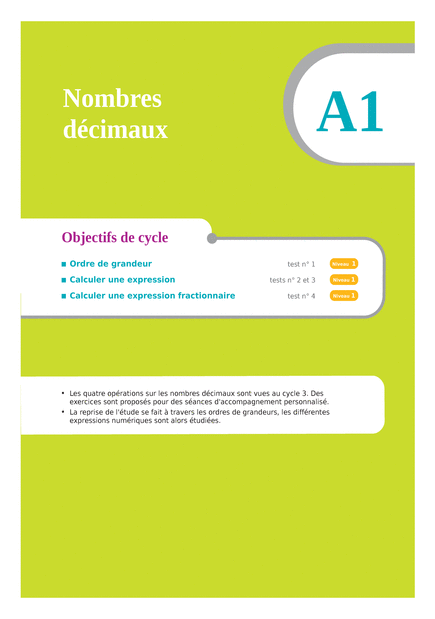 Nombres
décimaux
A1
Objectifs de cycle
■ Ordre de grandeur test n° 1 Niveau 3
■ Calculer une expression tests n° 2 et 3 Niveau 1
■ Calculer une expression fractionnaire test n° 4 Niveau 1
• Les quatre opérations sur les nombres décimaux sont vues au cycle 3. Des
exercices sont proposés pour des séances d'accompagnement personnalisé.
• La reprise de l'étude se fait à travers les ordres de grandeurs, les différentes
expressions numériques sont alors étudiées.